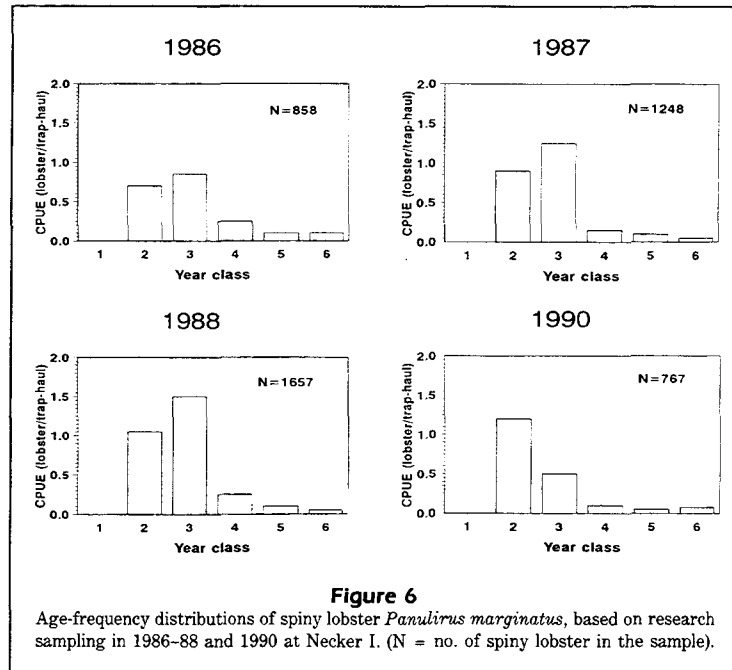 1986
2.0
1.5
1.0
0.5
0.0
CPUE (lobster/trap-haul)
N=858
1 2 3 4 5 6
Year class
1987
2.0
1.5
1.0
0.5
0.0
CPUE (lobster/trap-haul)
N=1248
1 2 3 4 5 6
Year class
1988
2.0
1.5
1.0
0.5
0.0
CPUE (lobster/trap-haul)
N=1657
1 2 3 4 5 6
Year class
1990
2.0
1.5
1.0
0.5
0.0
CPUE (lobster/trap-haul)
N=767
1 2 3 4 5 6
Year class
Figure 6
Age-frequency distributions of spiny lobster Panulirus marginatus, based on research
sampling in 1986–88 and 1990 at Necker I. (N = no. of spiny lobster in the sample).